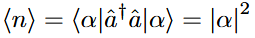 ⟨n⟩ = ⟨α|â†â|α⟩ = |α|²